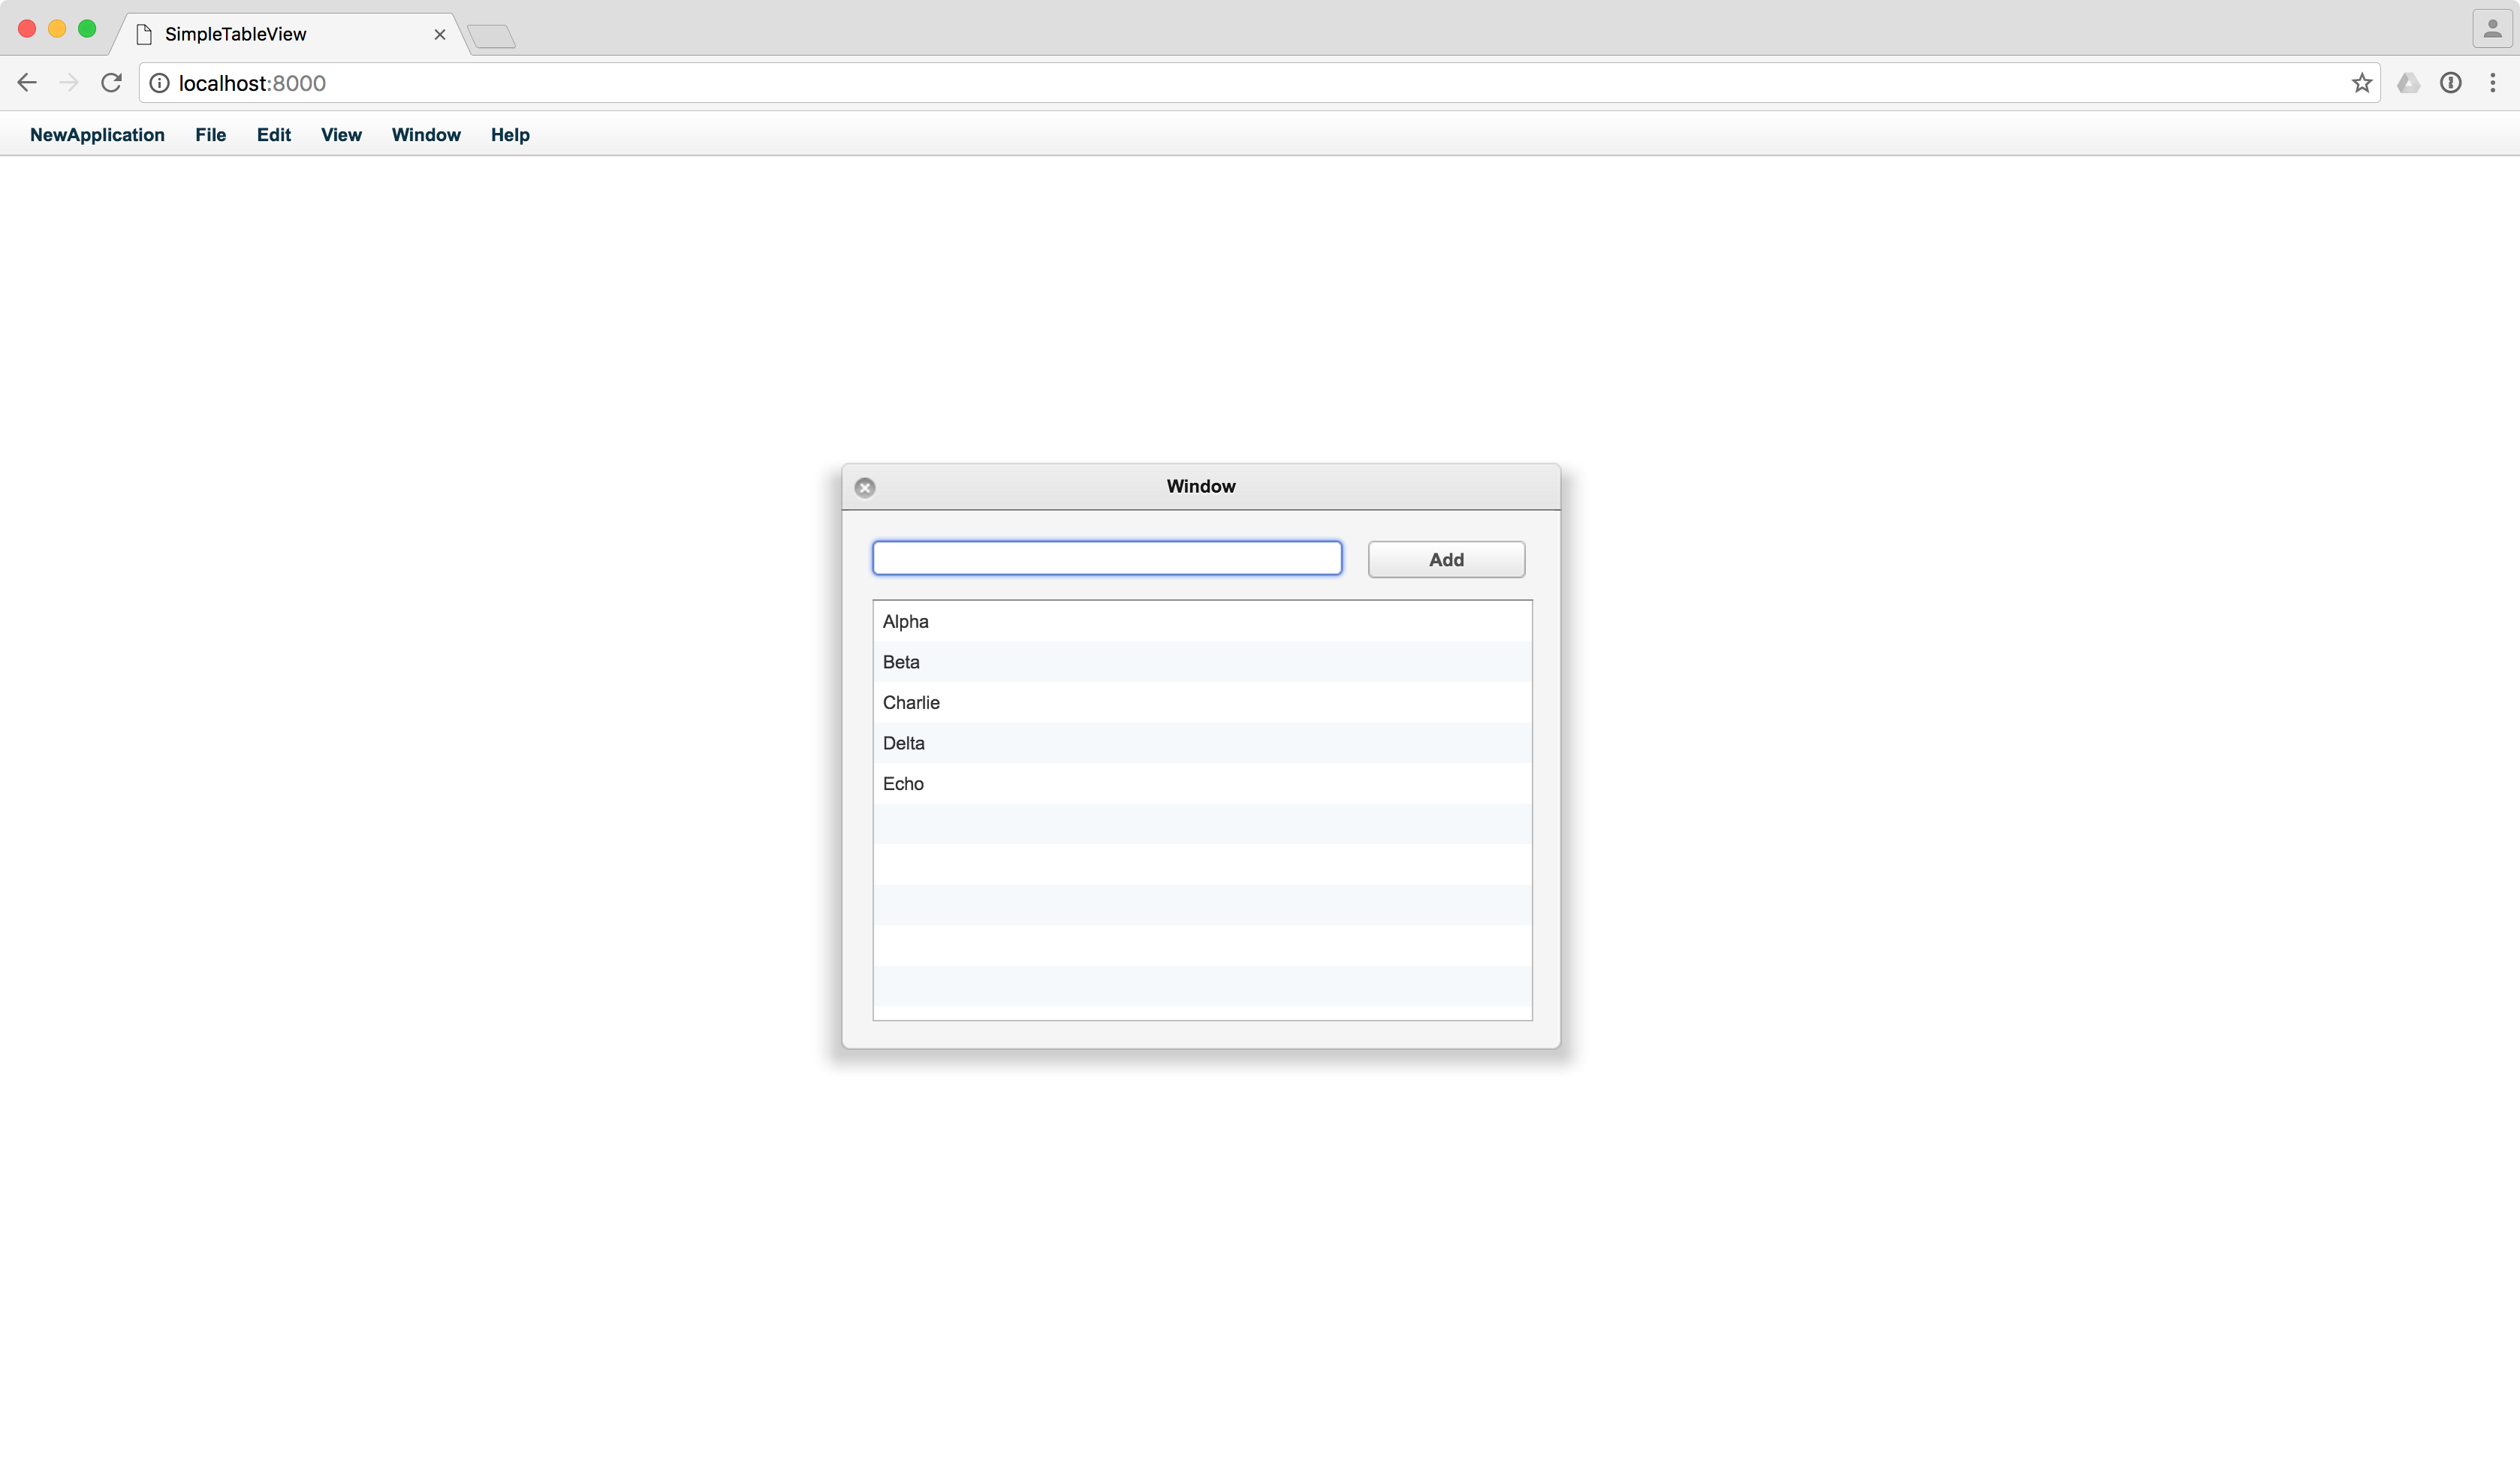 SimpleTableView
localhost:8000
NewApplication File Edit View Window Help
Window
Add
Alpha
Beta
Charlie
Delta
Echo